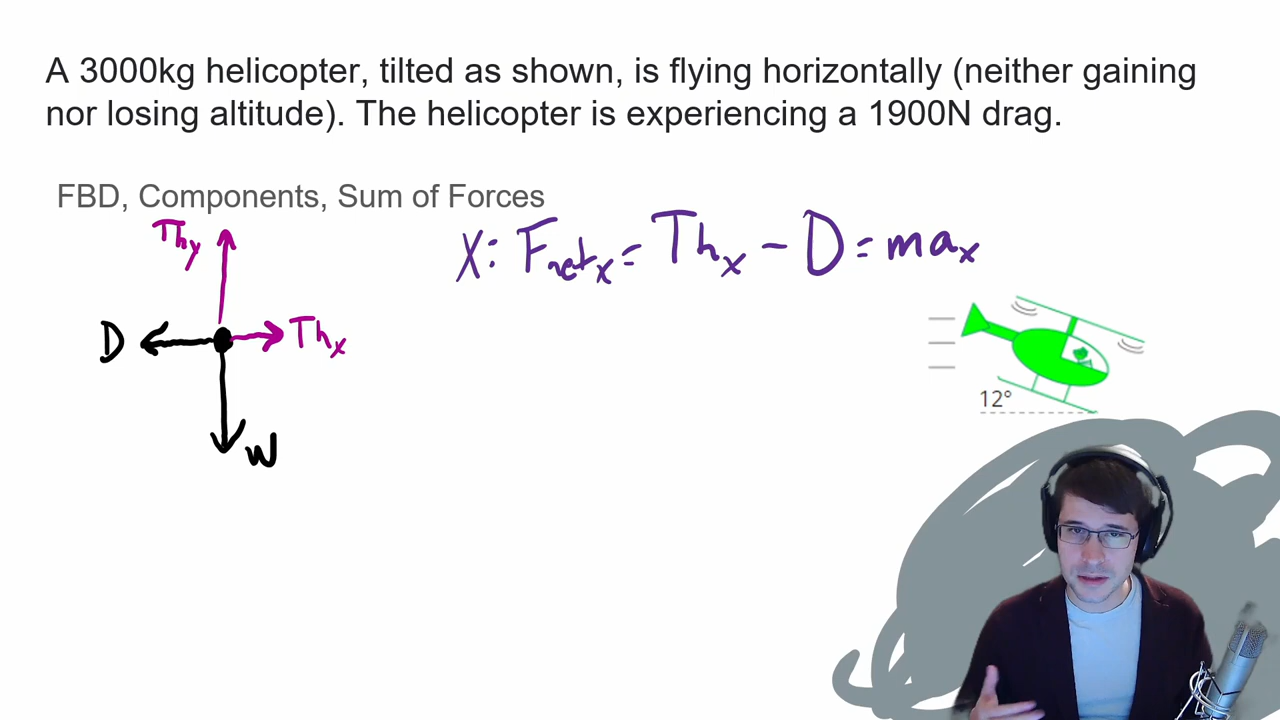 A 3000kg helicopter, tilted as shown, is flying horizontally (neither gaining
nor losing altitude). The helicopter is experiencing a 1900N drag.
FBD, Components, Sum of Forces
Th_y
X: F_net_x = Th_x - D = ma_x
D
Th_x
W
12°